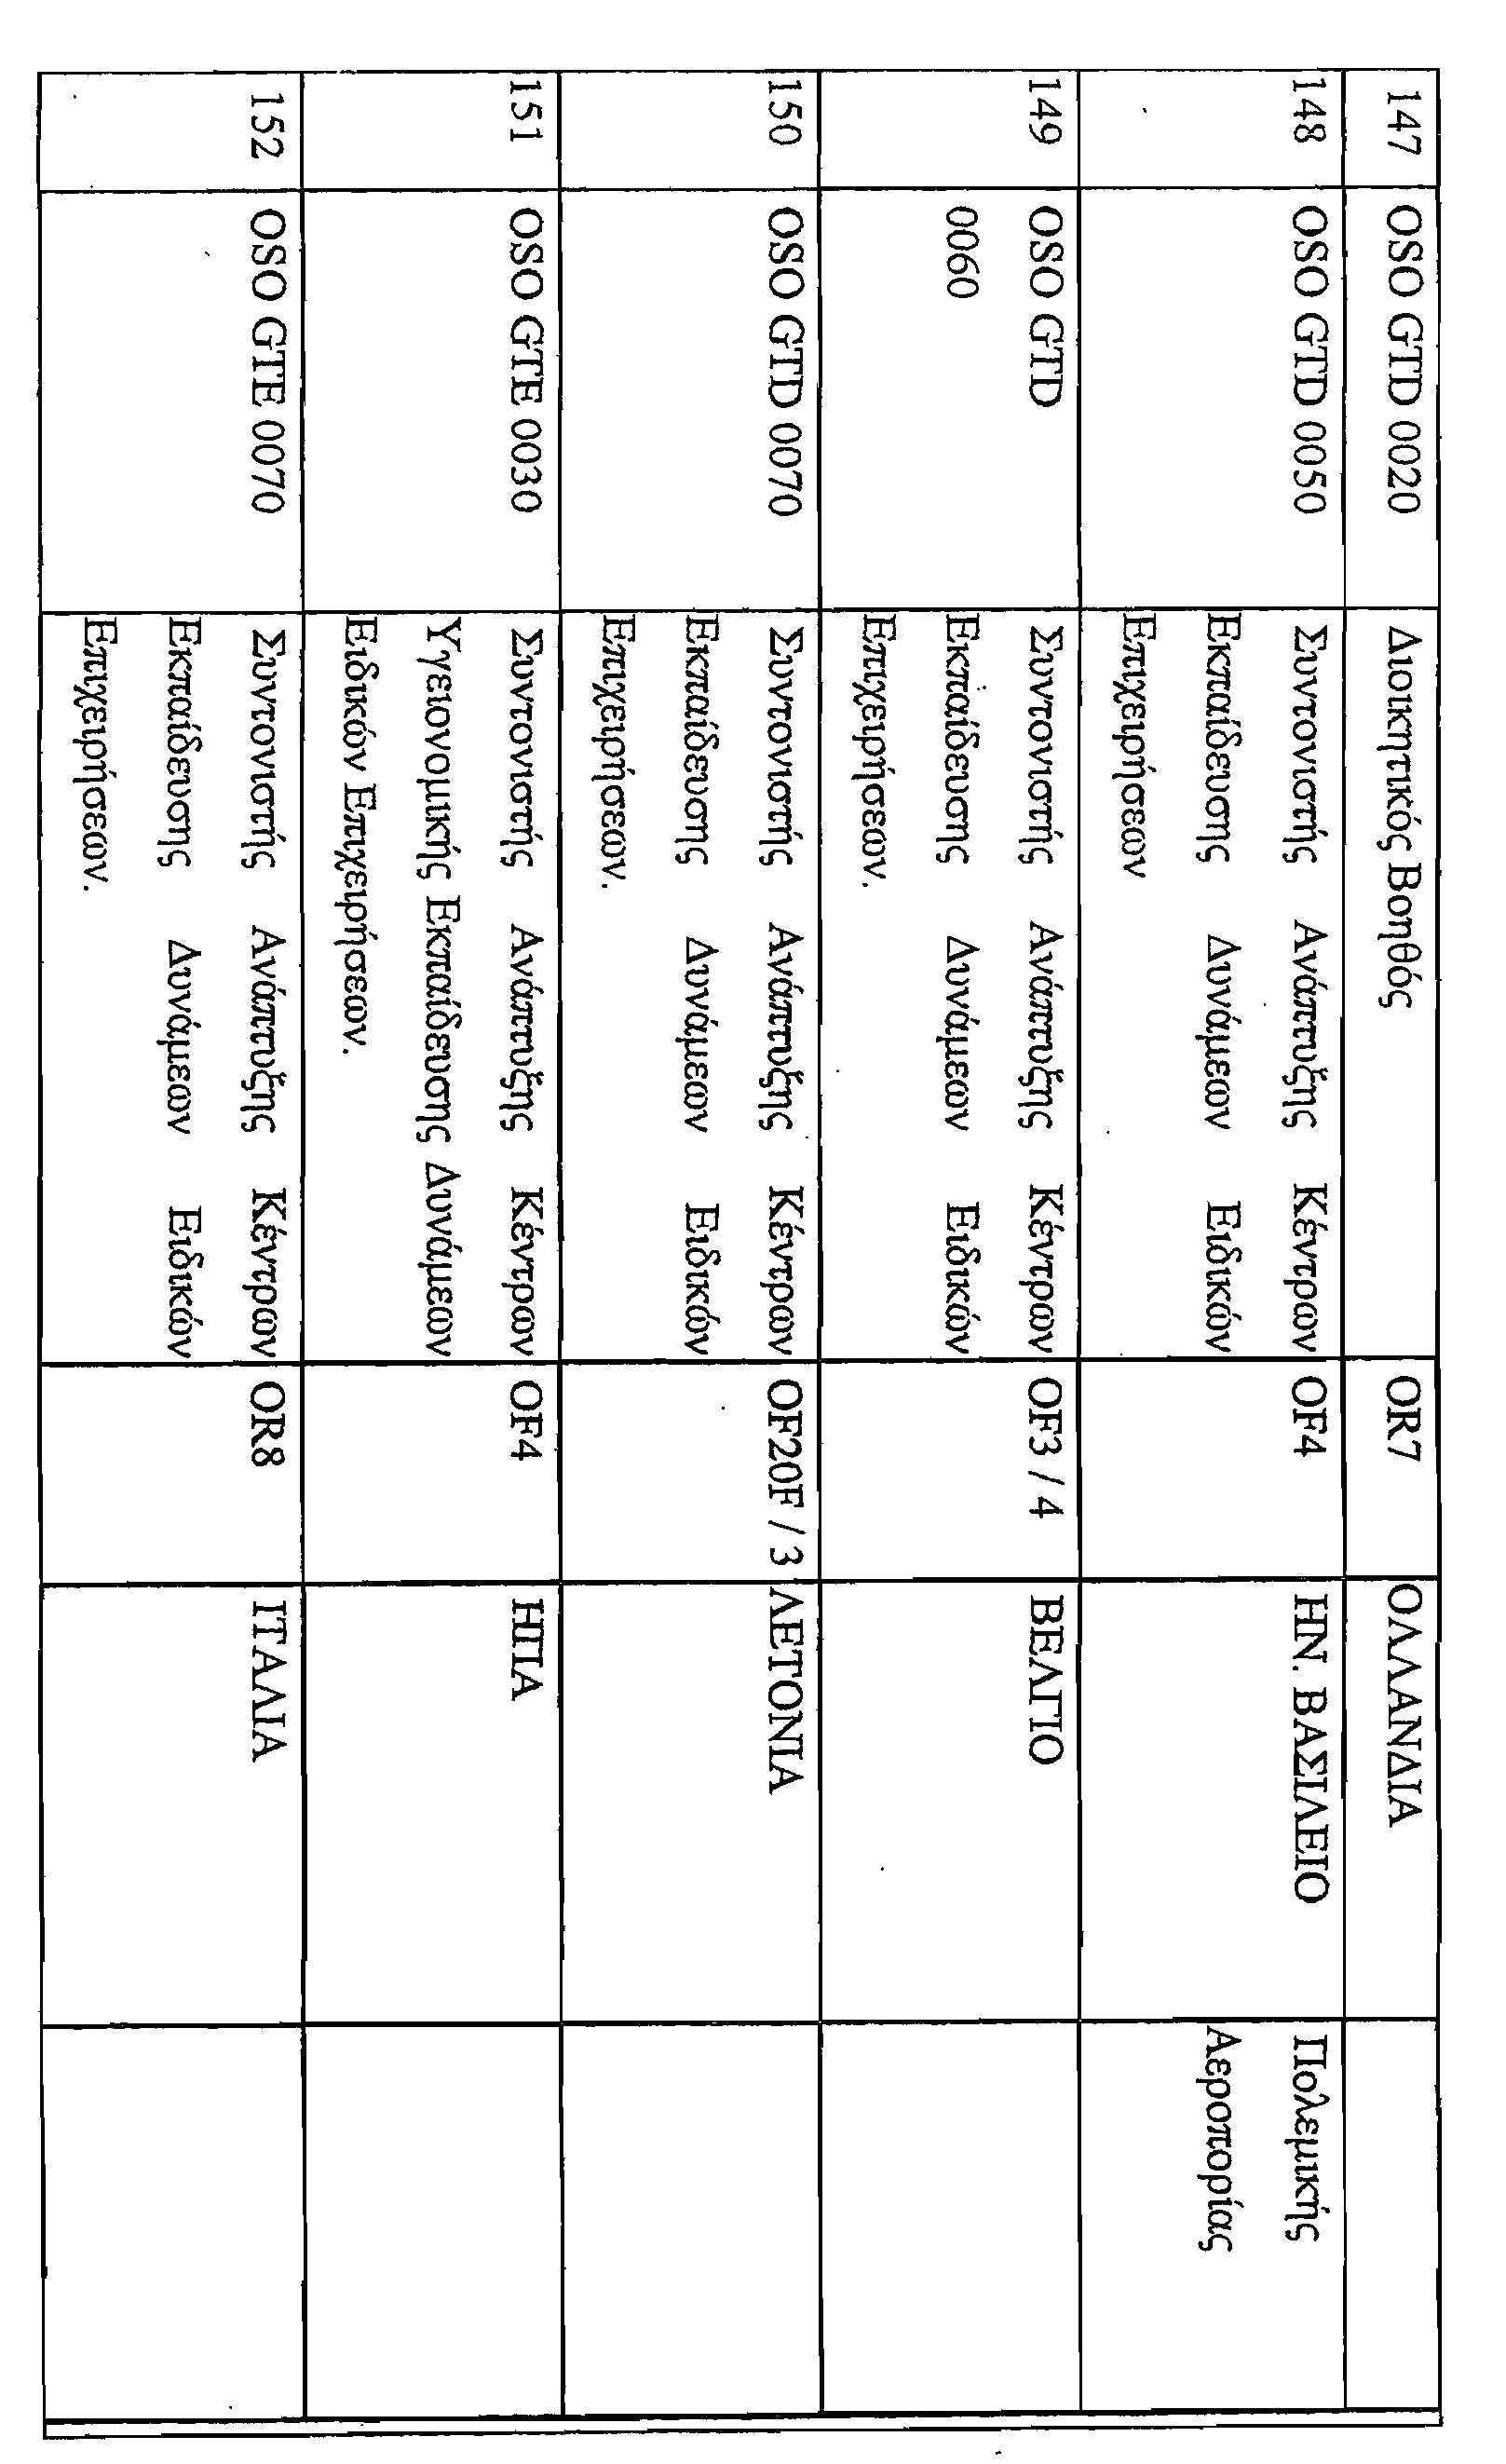 147 OSO GTD 0020 Διοικητικός Βοηθός OR7 ΟΛΛΑΝΔΙΑ
148 OSO GTD 0050 Συντονιστής Ανάπτυξης Κέντρων OF4 ΗΝ. ΒΑΣΙΛΕΙΟ Πολεμικής
Εκπαίδευσης Δυνάμεων Ειδικών Αεροπορίας
Επιχειρήσεων
149 OSO GTD Συντονιστής Ανάπτυξης Κέντρων OF3 / 4 ΒΕΛΓΙΟ
0060 Εκπαίδευσης Δυνάμεων Ειδικών
Επιχειρήσεων.
150 OSO GTD 0070 Συντονιστής Ανάπτυξης Κέντρων OF20F / 3 ΛΕΤΟΝΙΑ
Εκπαίδευσης Δυνάμεων Ειδικών
Επιχειρήσεων.
151 OSO GTE 0030 Συντονιστής Ανάπτυξης Κέντρων OF4 ΗΠΑ
Υγειονομικής Εκπαίδευσης Δυνάμεων
Ειδικών Επιχειρήσεων.
152 OSO GTE 0070 Συντονιστής Ανάπτυξης Κέντρων OR8 ΙΤΑΛΙΑ
Εκπαίδευσης Δυνάμεων Ειδικών
Επιχειρήσεων.